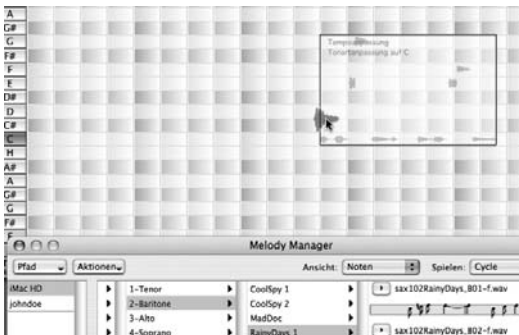 A
G#
G
F#
F
E
D#
D
C#
C
H
A#
A
G#
G
F#
F
Tempoanpassung
Tonartanpassung auf C
Melody Manager
Pfad Aktionen Ansicht: Noten Spielen: Cycle
iMac HD 1-Tenor CoolSpy 1 sax102RainyDays_B01-f.wav
johndoe 2-Baritone CoolSpy 2
3-Alto MadDoc
4-Soprano RainyDays 1 sax102RainyDays_B02-f.wav